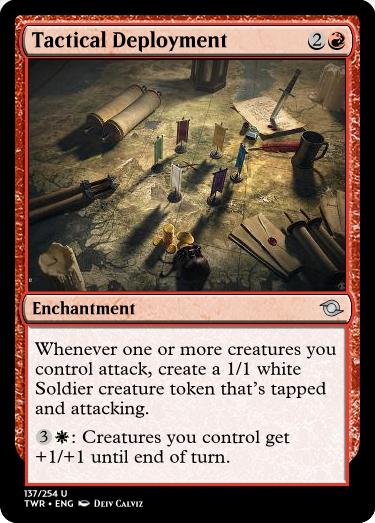 Tactical Deployment 2
Enchantment
Whenever one or more creatures you
control attack, create a 1/1 white
Soldier creature token that's tapped
and attacking.
3 : Creatures you control get
+1/+1 until end of turn.
137/254 U
TWR • ENG Deiv Calviz